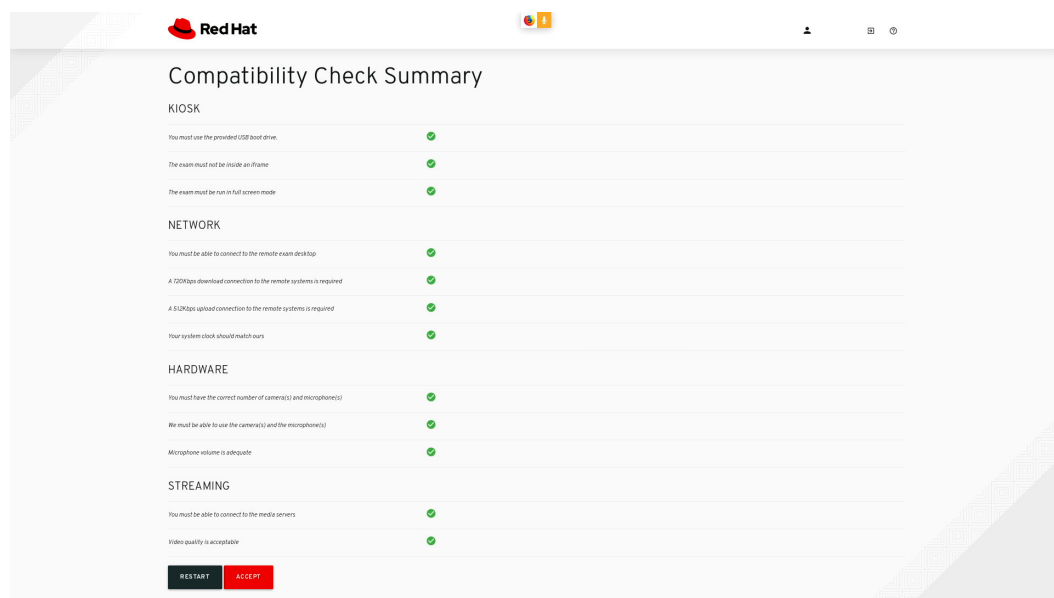 Red Hat
Compatibility Check Summary
KIOSK
You must use the provided USB boot drive.
The exam must not be inside an iframe
The exam must be run in full screen mode
NETWORK
You must be able to connect to the remote exam desktop
A 720Kbps download connection to the remote systems is required
A 512Kbps upload connection to the remote systems is required
Your system clock should match ours
HARDWARE
You must have the correct number of camera(s) and microphone(s)
We must be able to use the camera(s) and the microphone(s)
Microphone volume is adequate
STREAMING
You must be able to connect to the media servers
Video quality is acceptable
RESTART ACCEPT